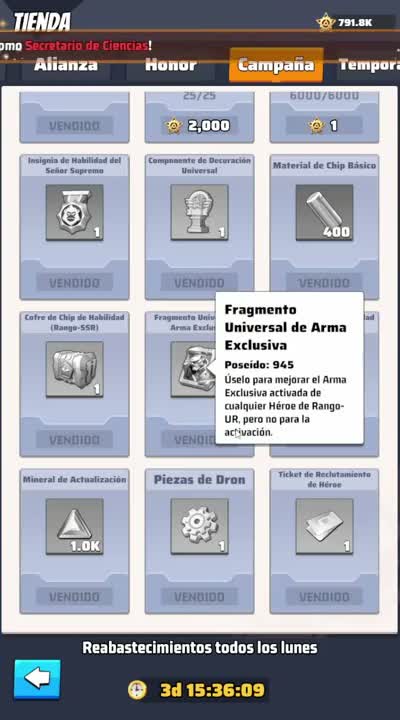 TIENDA
791.8K
omo Secretario de Ciencias!
Alianza
Honor
Campaña
Tempora
25/25
6000/6000
VENDIDO
2,000
1
Insignia de Habilidad del
Señor Supremo
1
VENDIDO
Componente de Decoración
Universal
1
VENDIDO
Material de Chip Básico
400
VENDIDO
Cofre de Chip de Habilidad
(Rango-SSR)
1
VENDIDO
Fragmento Unive
Arma Exclus
VENDIDO
Fragmento
Universal de Arma
Exclusiva
Poseído: 945
Úselo para mejorar el Arma
Exclusiva activada de
cualquier Héroe de Rango-
UR, pero no para la
activación.
Mineral de Actualización
1.0K
VENDIDO
Piezas de Dron
1
VENDIDO
Ticket de Reclutamiento
de Héroe
1
VENDIDO
Reabastecimientos todos los lunes
3d 15:36:09